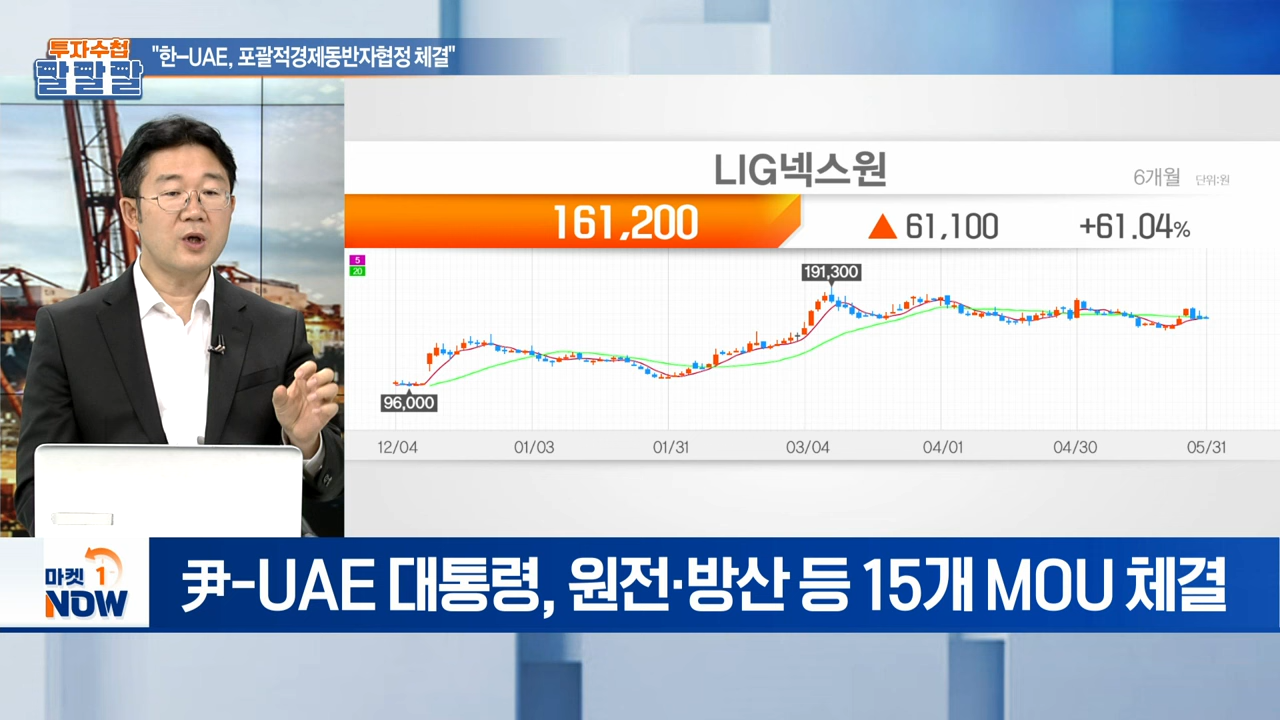 투자수첩
팔팔팔
"한-UAE, 포괄적경제동반자협정 체결"
LIG넥스원
6개월 단위:원
161,200 ▲ 61,100 +61.04%
5
20
191,300
96,000
12/04 01/03 01/31 03/04 04/01 04/30 05/31
마켓 1
NOW
尹-UAE 대통령, 원전·방산 등 15개 MOU 체결